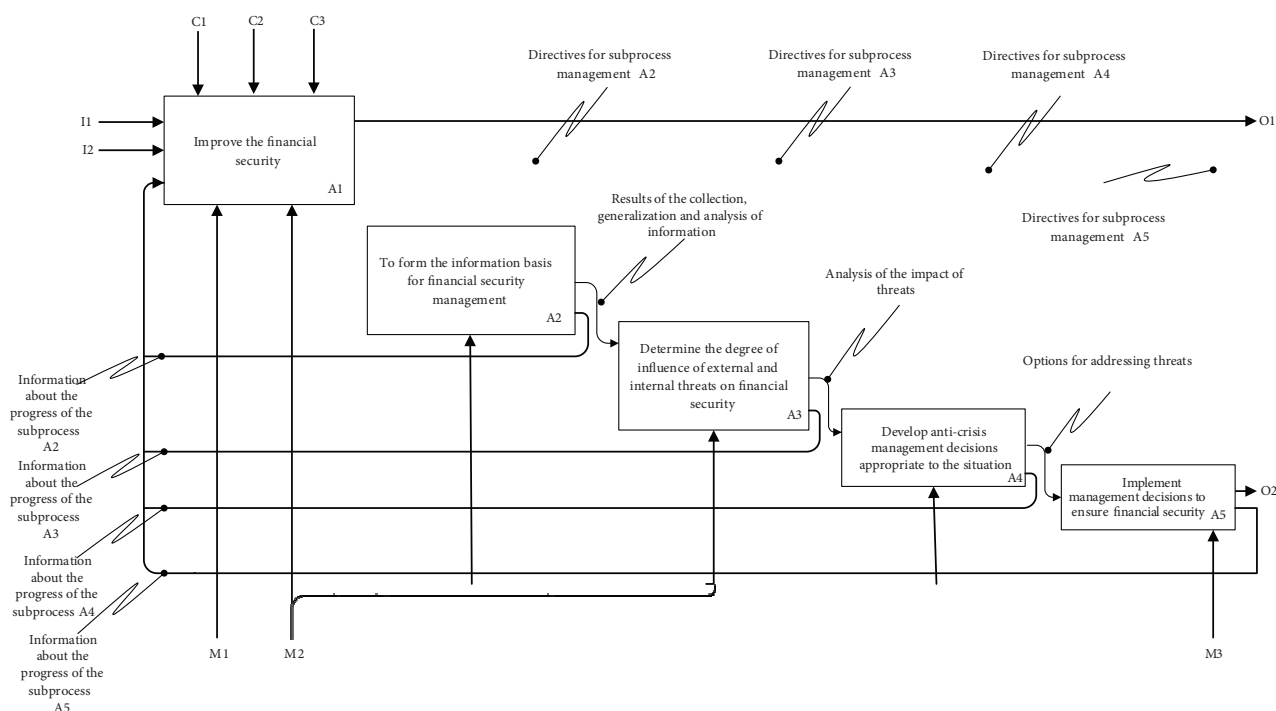 C1
C2
C3
Directives for subprocess
management A2
Directives for subprocess
management A3
Directives for subprocess
management A4
I1
I2
Improve the financial
security
A1
O1
Directives for subprocess
management A5
Results of the collection,
generalization and analysis of
information
To form the information basis
for financial security
management
A2
Analysis of the impact of
threats
Determine the degree of
influence of external and
internal threats on financial
security
A3
Options for addressing threats
Develop anti-crisis
management decisions
appropriate to the situation
A4
Implement
management decisions to
ensure financial security
A5
O2
Information
about the
progress of the
subprocess
A2
Information
about the
progress of the
subprocess
A3
Information
about the
progress of the
subprocess A4
Information
about the
progress of the
subprocess
A5
M1
M2
M3